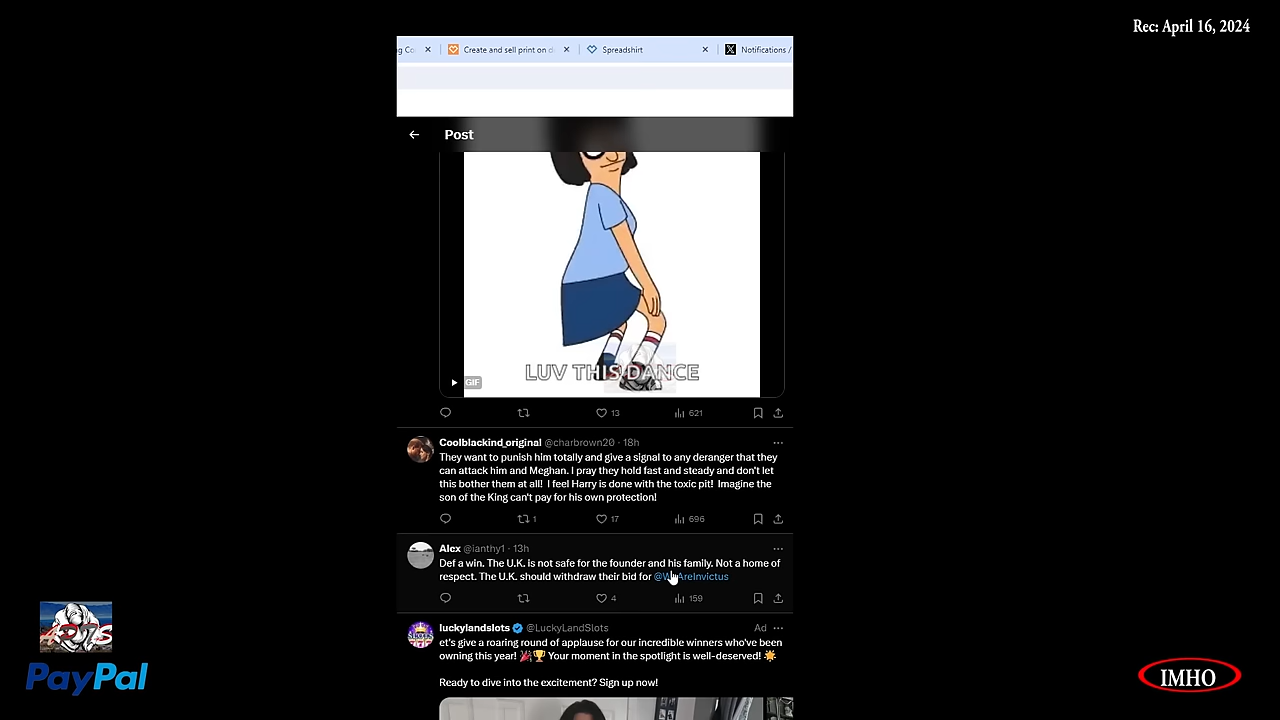 Rec: April 16, 2024
Create and sell print on d
Spreadshirt
Notifications /
Post
LUV THIS DANCE
GIF
13
621
Coolblackind_original @charbrown20 · 18h
They want to punish him totally and give a signal to any deranger that they
can attack him and Meghan. I pray they hold fast and steady and don't let
this bother them at all! I feel Harry is done with the toxic pit! Imagine the
son of the King can't pay for his own protection!
1
17
696
Alex @ianthy1 · 13h
Def a win. The U.K. is not safe for the founder and his family. Not a home of
respect. The U.K. should withdraw their bid for @WeAreInvictus
4
159
luckylandslots @LuckyLandSlots
Ad
et's give a roaring round of applause for our incredible winners who've been
owning this year! 🎉🏆 Your moment in the spotlight is well-deserved! 🌟
Ready to dive into the excitement? Sign up now!
PayPal
IMHO